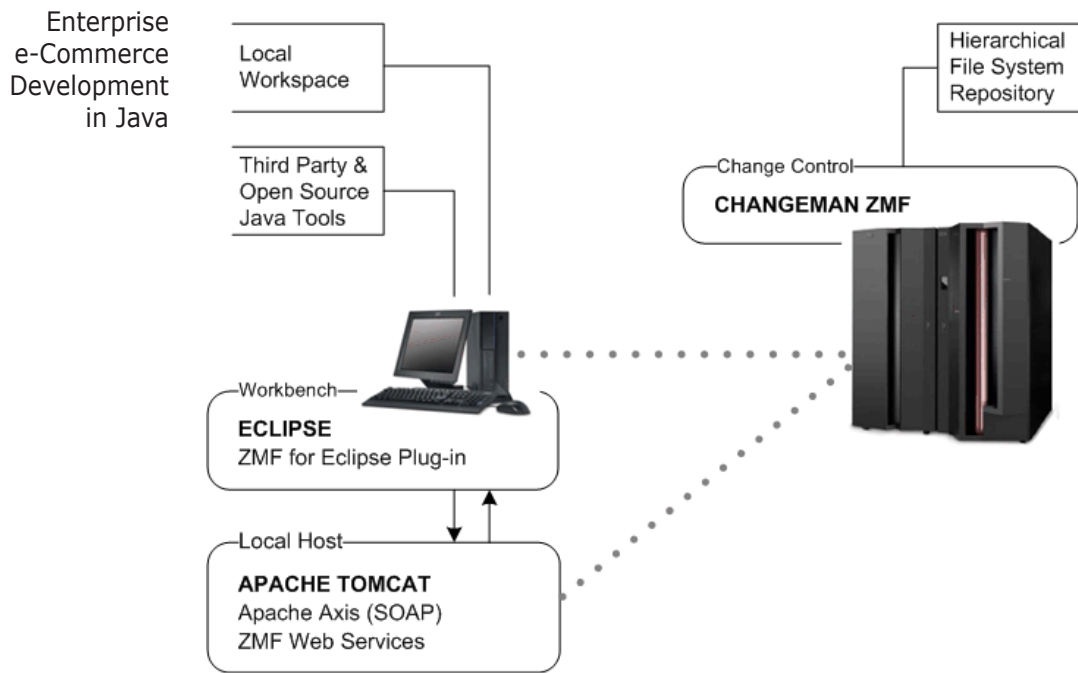 Enterprise
e-Commerce
Development
in Java
Local
Workspace
Third Party &
Open Source
Java Tools
Hierarchical
File System
Repository
Change Control
CHANGEMAN ZMF
Workbench
ECLIPSE
ZMF for Eclipse Plug-in
Local Host
APACHE TOMCAT
Apache Axis (SOAP)
ZMF Web Services